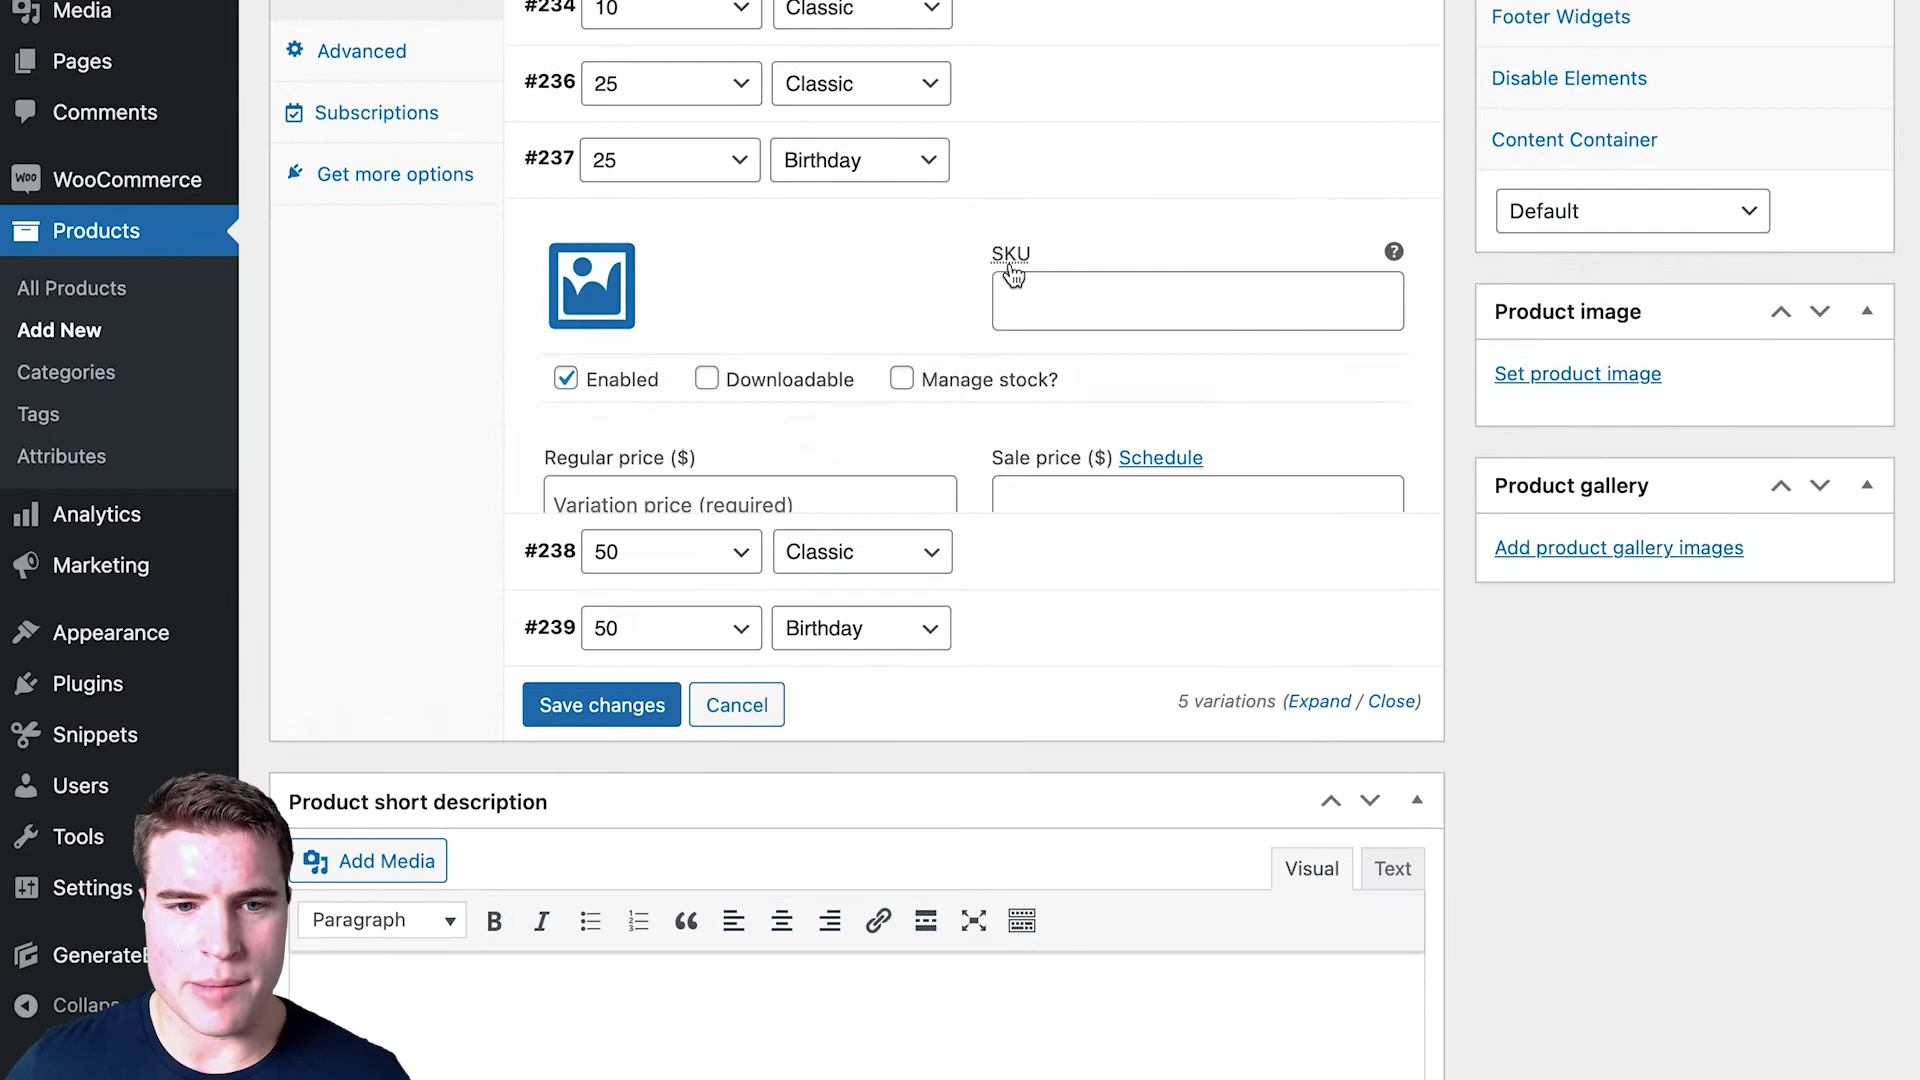 Media
Pages
Comments
WOO WooCommerce
Products
All Products
Add New
Categories
Tags
Attributes
Analytics
Marketing
Appearance
Plugins
Snippets
Users
Tools
Settings
Generate
Collaps
Advanced
Subscriptions
Get more options
#234 10 Classic
#236 25 Classic
#237 25 Birthday
SKU ?
Enabled Downloadable Manage stock?
Regular price ($) Sale price ($) Schedule
Variation price (required)
#238 50 Classic
#239 50 Birthday
Save changes Cancel 5 variations (Expand / Close)
Product short description
Add Media
Visual Text
Paragraph B I
Footer Widgets
Disable Elements
Content Container
Default
Product image
Set product image
Product gallery
Add product gallery images